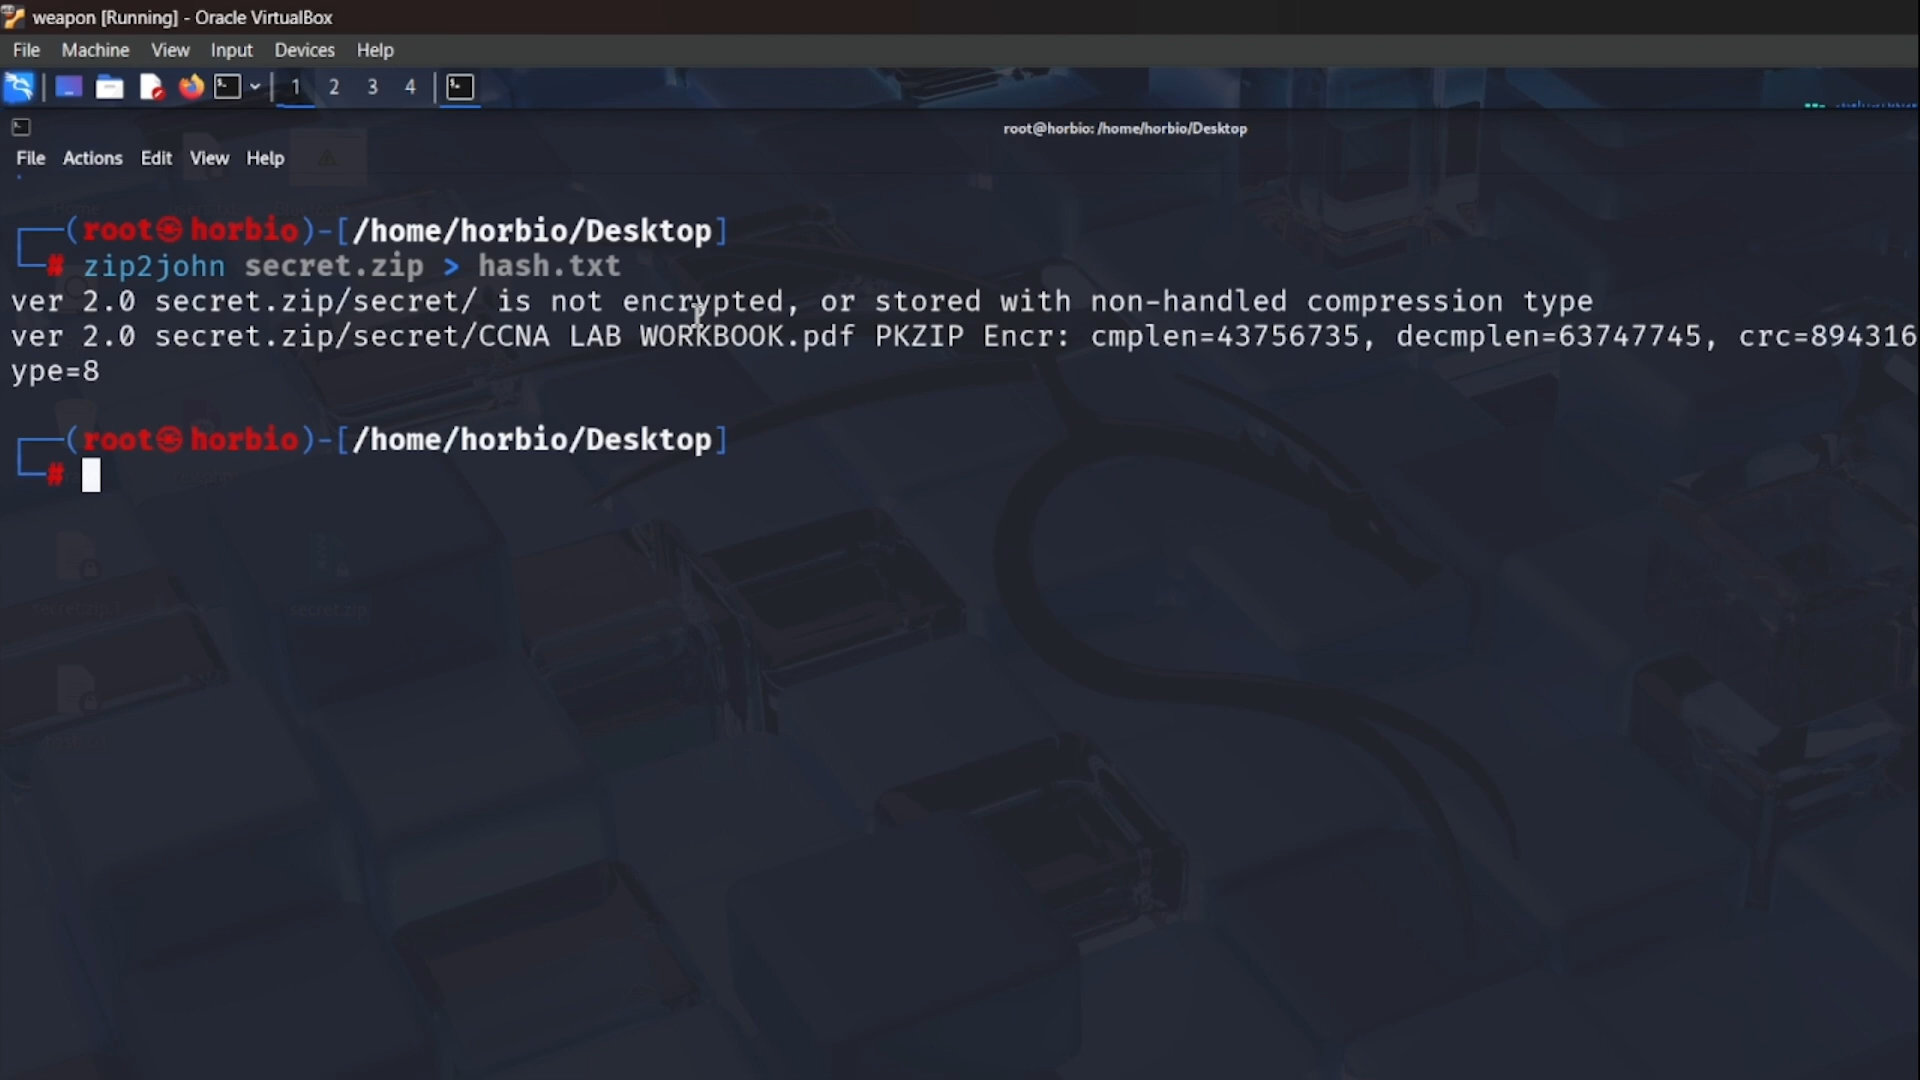 weapon [Running] - Oracle VirtualBox
File Machine View Input Devices Help
1 2 3 4
root@horbio: /home/horbio/Desktop
File Actions Edit View Help
(root㉿horbio)-[/home/horbio/Desktop]
# zip2john secret.zip > hash.txt
ver 2.0 secret.zip/secret/ is not encrypted, or stored with non-handled compression type
ver 2.0 secret.zip/secret/CCNA LAB WORKBOOK.pdf PKZIP Encr: cmplen=43756735, decmplen=63747745, crc=894316
ype=8
(root㉿horbio)-[/home/horbio/Desktop]
#
secret.zip